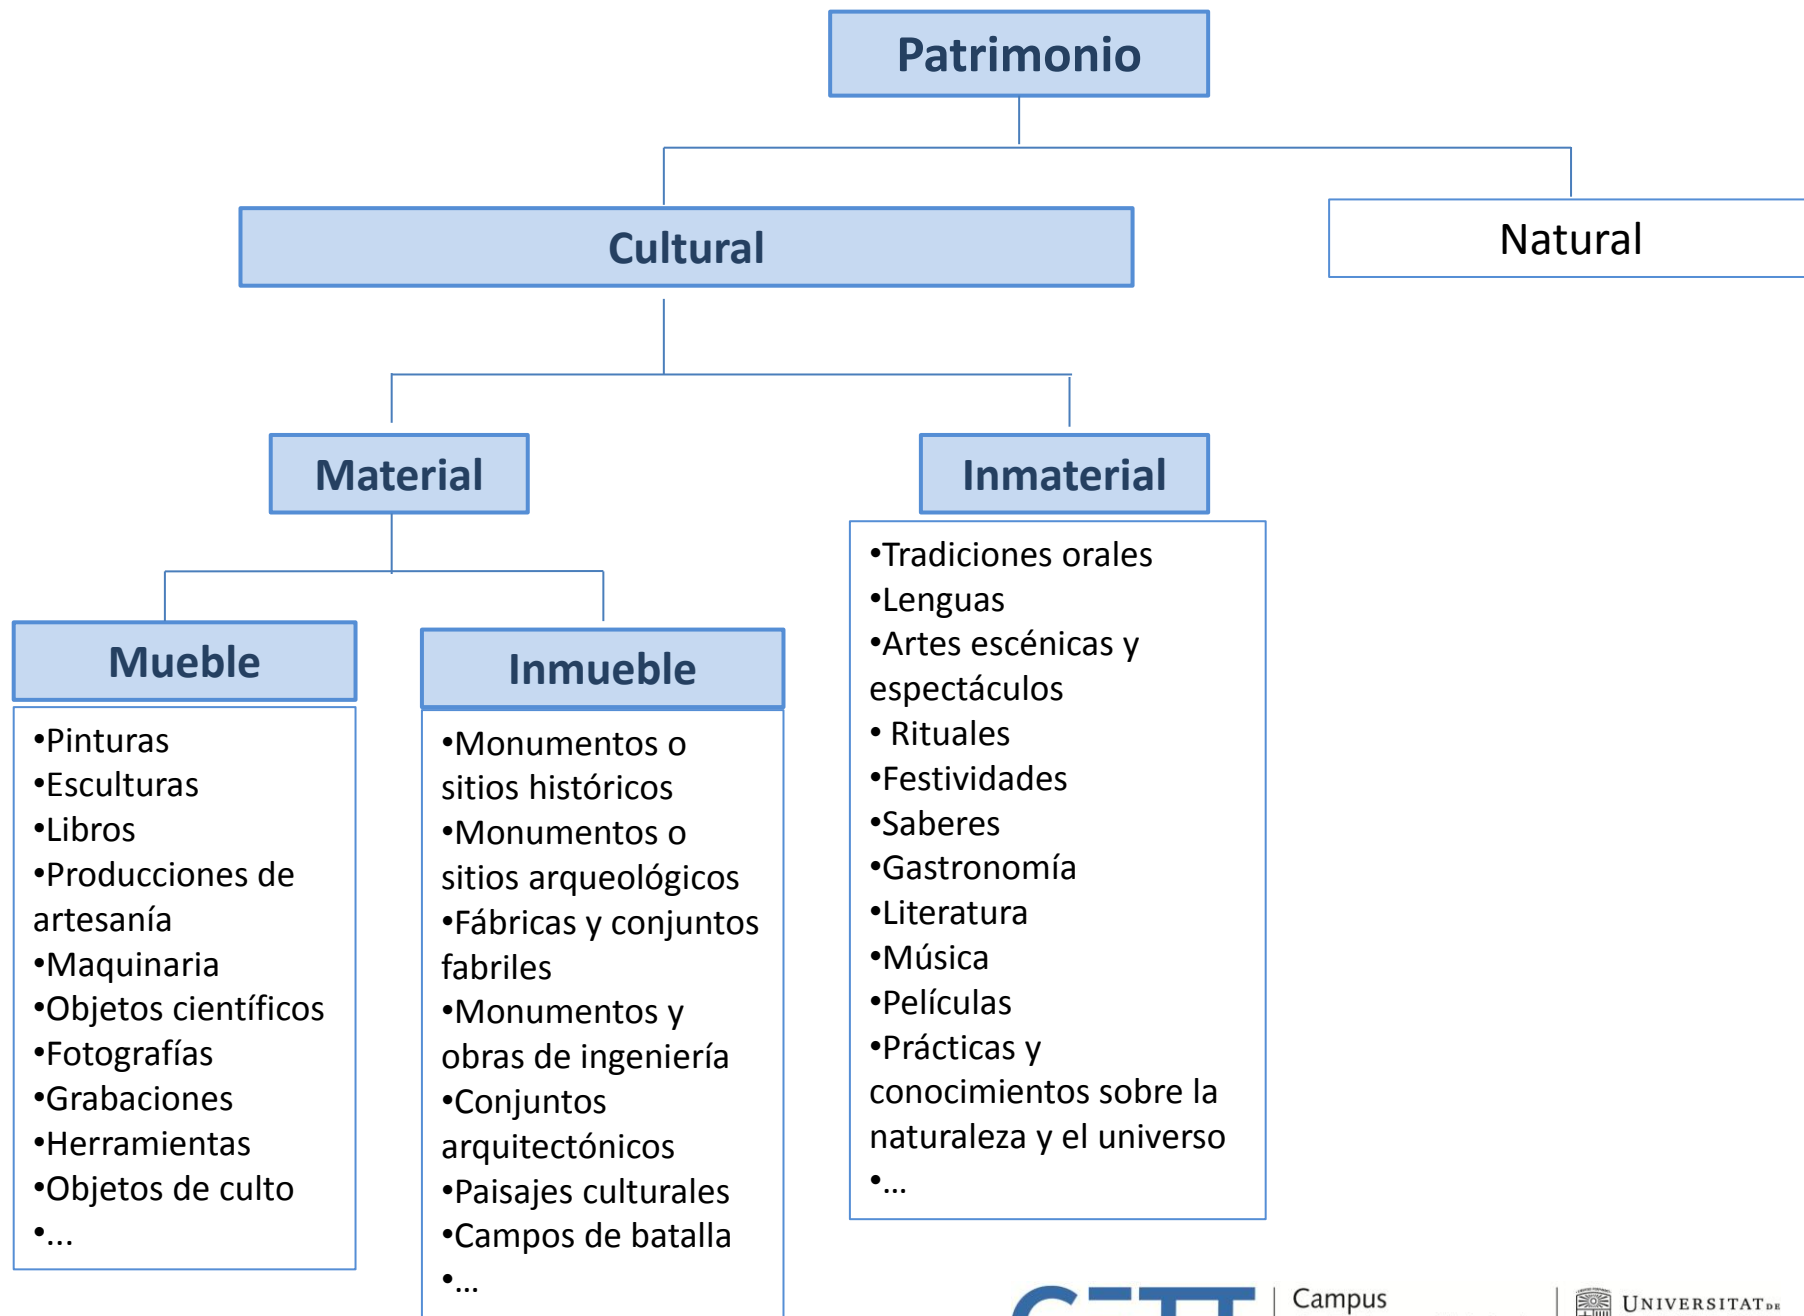 Patrimonio
Cultural
Natural
Material
Inmaterial
Mueble
•Pinturas
•Esculturas
•Libros
•Producciones de
artesanía
•Maquinaria
•Objetos científicos
•Fotografías
•Grabaciones
•Herramientas
•Objetos de culto
•...
Inmueble
•Monumentos o
sitios históricos
•Monumentos o
sitios arqueológicos
•Fábricas y conjuntos
fabriles
•Monumentos y
obras de ingeniería
•Conjuntos
arquitectónicos
•Paisajes culturales
•Campos de batalla
•...
•Tradiciones orales
•Lenguas
•Artes escénicas y
espectáculos
• Rituales
•Festividades
•Saberes
•Gastronomía
•Literatura
•Música
•Películas
•Prácticas y
conocimientos sobre la
naturaleza y el universo
•...
Campus
UNIVERSITAT DE